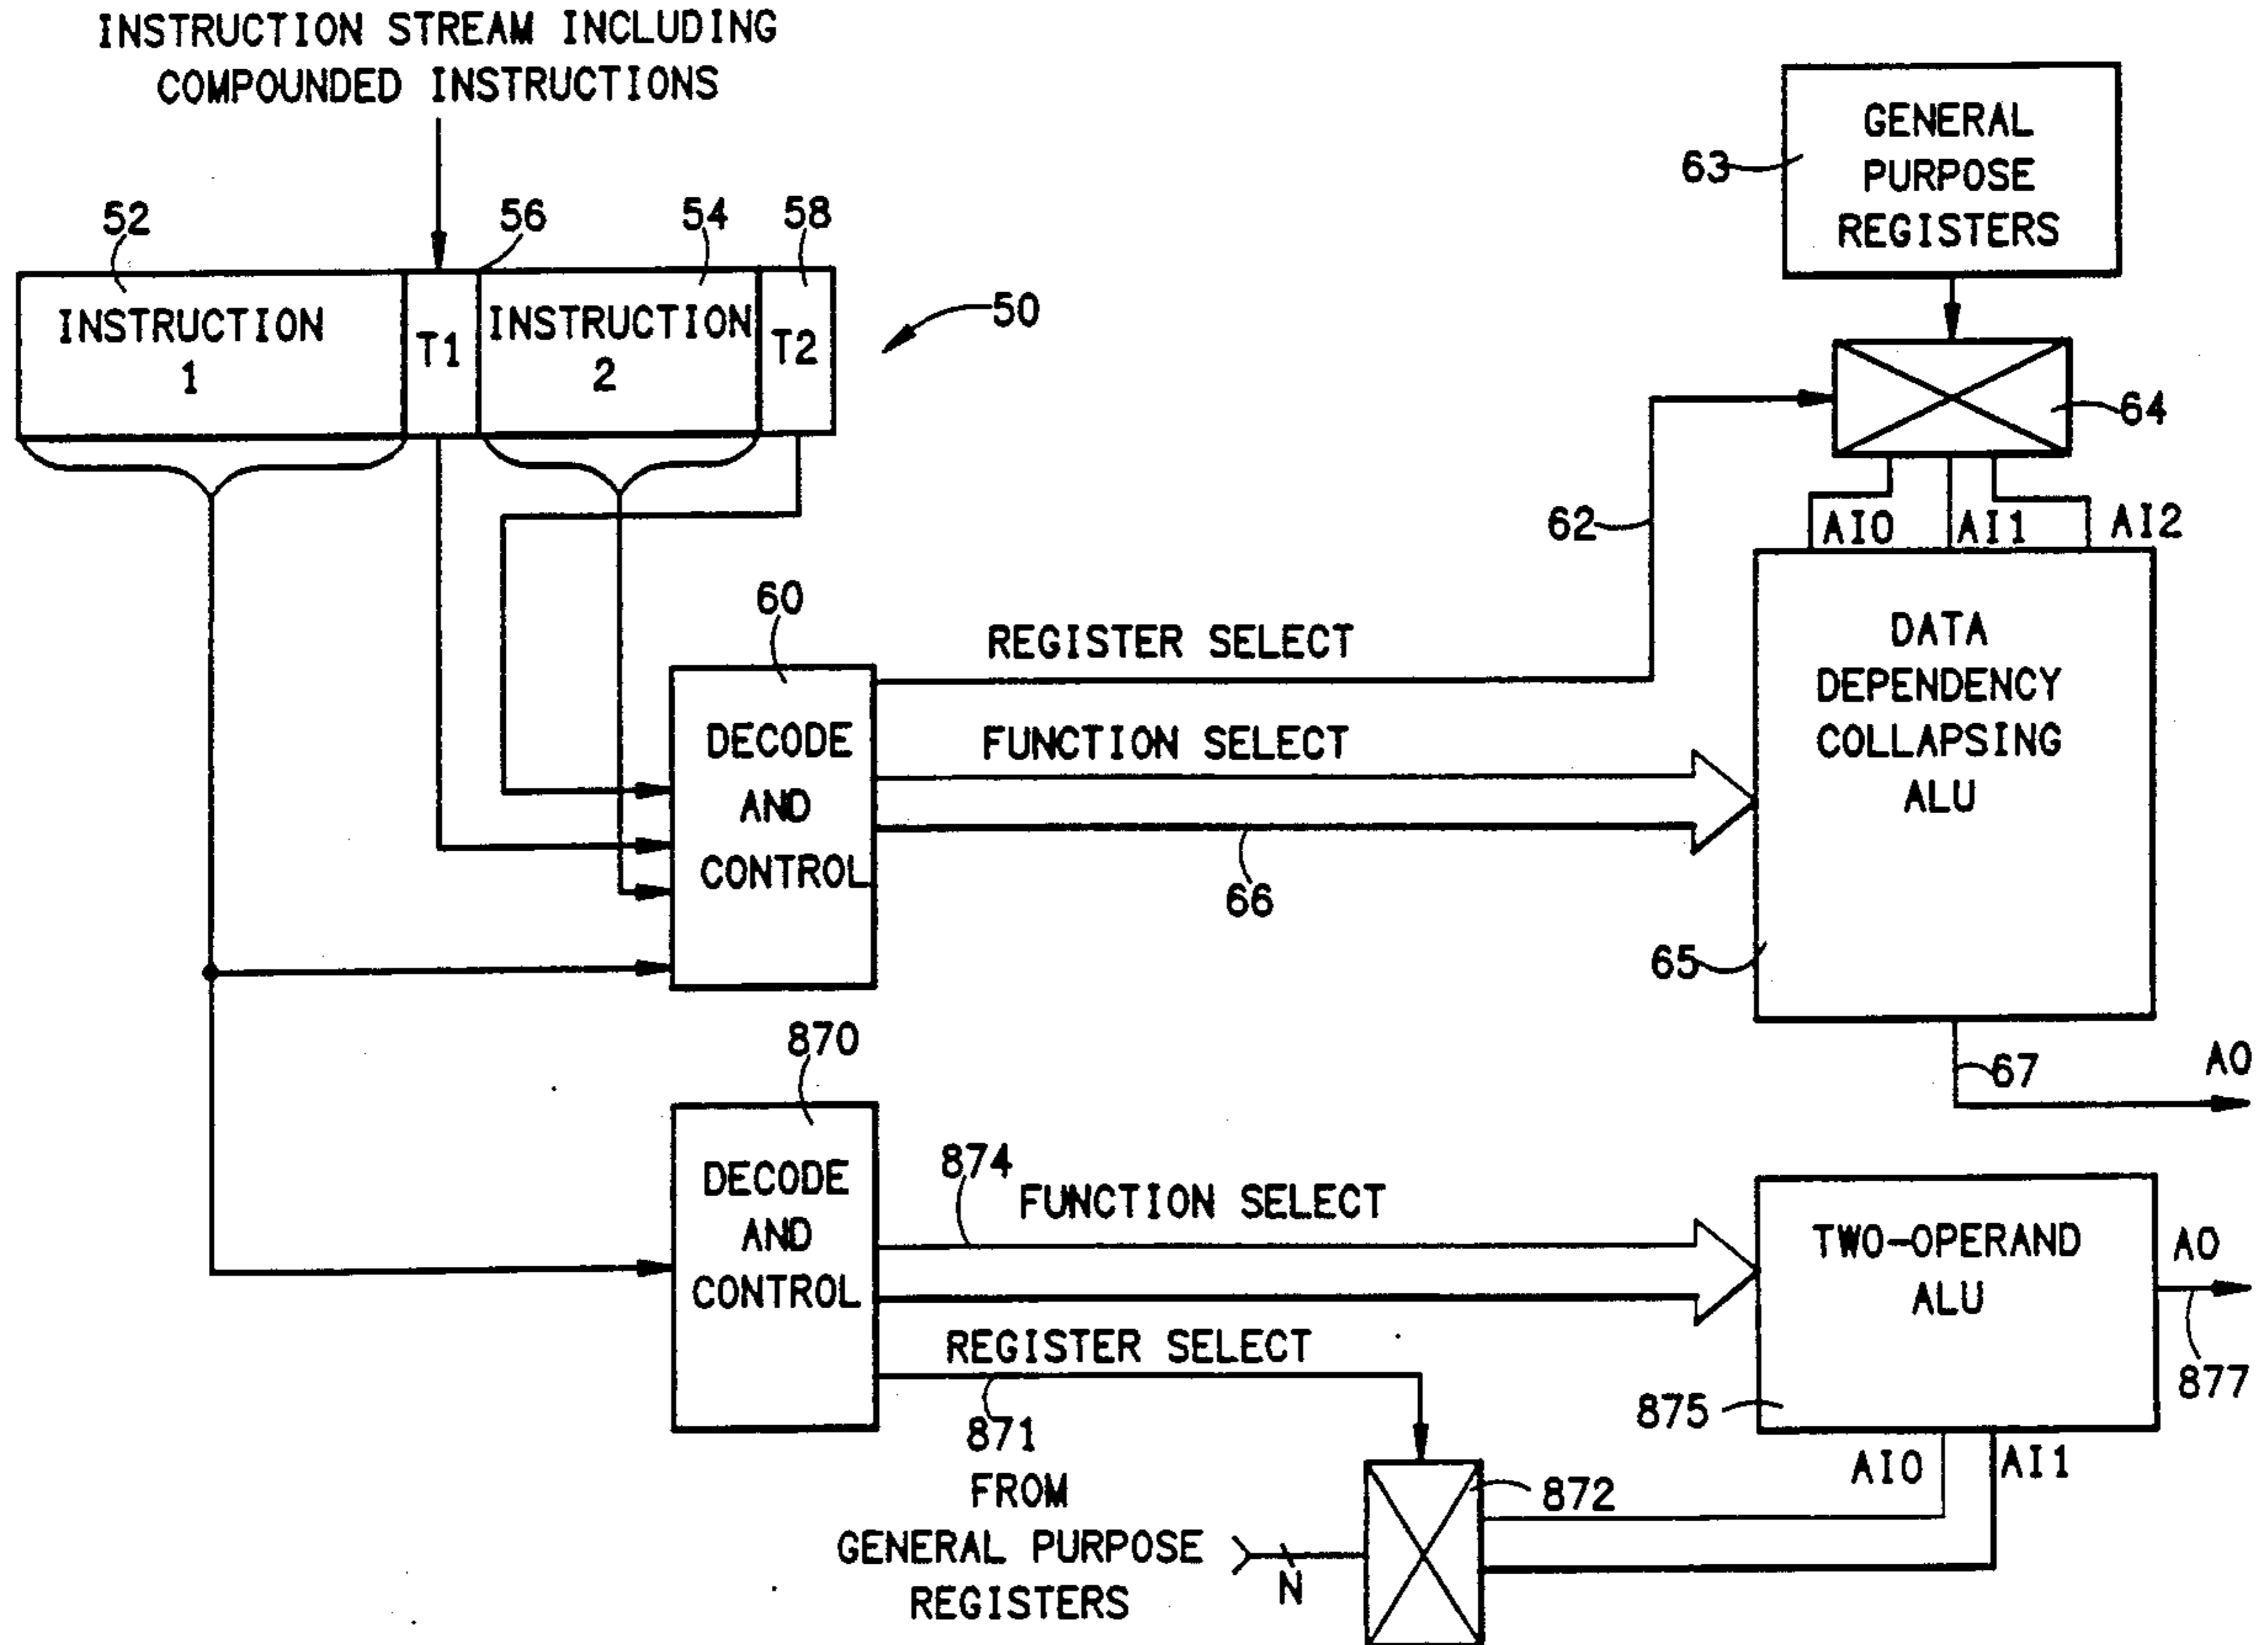 INSTRUCTION STREAM INCLUDING
COMPOUNDED INSTRUCTIONS
52
56
54
58
INSTRUCTION
1
T1
INSTRUCTION
2
T2
50
GENERAL
PURPOSE
REGISTERS
63
64
62
AI0
AI1
AI2
60
DECODE
AND
CONTROL
REGISTER SELECT
FUNCTION SELECT
66
DATA
DEPENDENCY
COLLAPSING
ALU
65
67
AO
870
DECODE
AND
CONTROL
874
FUNCTION SELECT
REGISTER SELECT
871
TWO-OPERAND
ALU
AO
877
875
AI0
AI1
872
FROM
GENERAL PURPOSE
REGISTERS
N